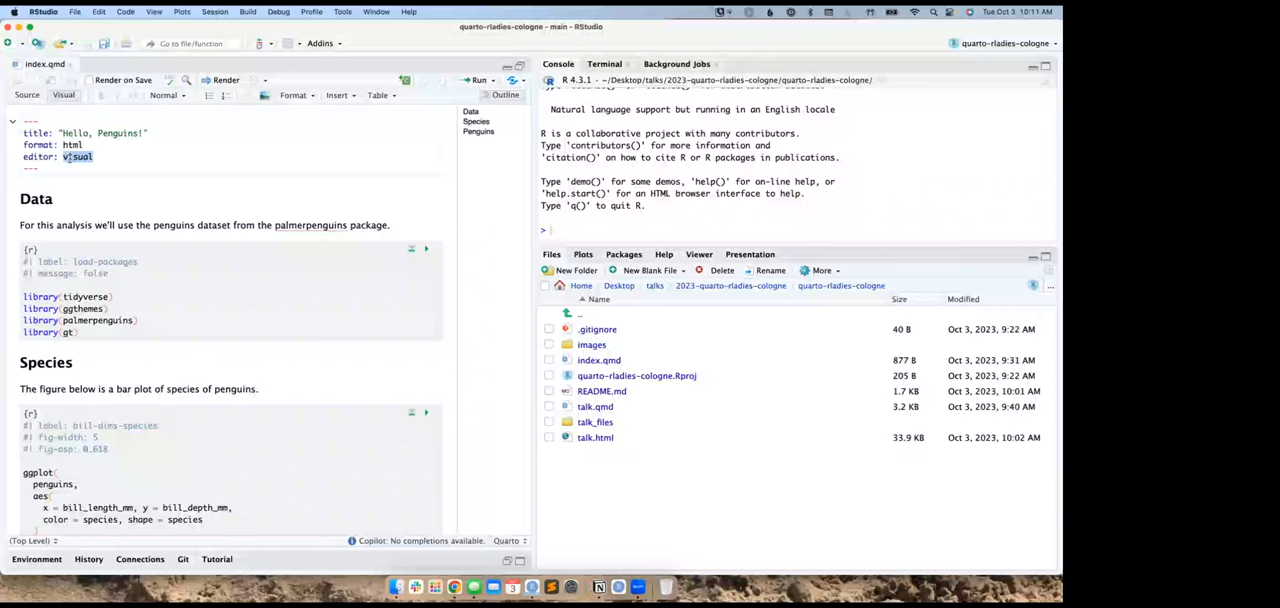 RStudio File Edit Code View Plots Session Build Debug Profile Tools Window Help Tue Oct 3 10:11 AM
quarto-rladies-cologne - main - RStudio
Go to file/function Addins quarto-rladies-cologne
index.qmd
Render on Save Render Run
Source Visual B I Normal Format Insert Table Outline
---
title: "Hello, Penguins!"
format: html
editor: visual
---
Data
For this analysis we'll use the penguins dataset from the palmerpenguins package.
{r}
#| label: load-packages
#| message: false
library(tidyverse)
library(ggthemes)
library(palmerpenguins)
library(gt)
Species
The figure below is a bar plot of species of penguins.
{r}
#| label: bill-dims-species
#| fig-width: 5
#| fig-asp: 0.618
ggplot(
penguins,
aes(
x = bill_length_mm, y = bill_depth_mm,
color = species, shape = species
)
Data
Species
Penguins
(Top Level) Copilot: No completions available. Quarto
Environment History Connections Git Tutorial
Console Terminal Background Jobs
R 4.3.1 · ~/Desktop/talks/2023-quarto-rladies-cologne/quarto-rladies-cologne/
Natural language support but running in an English locale
R is a collaborative project with many contributors.
Type 'contributors()' for more information and
'citation()' on how to cite R or R packages in publications.
Type 'demo()' for some demos, 'help()' for on-line help, or
'help.start()' for an HTML browser interface to help.
Type 'q()' to quit R.
>
Files Plots Packages Help Viewer Presentation
New Folder New Blank File Delete Rename More
Home Desktop talks 2023-quarto-rladies-cologne quarto-rladies-cologne ...
Name Size Modified
..
.gitignore 40 B Oct 3, 2023, 9:22 AM
images
index.qmd 877 B Oct 3, 2023, 9:31 AM
quarto-rladies-cologne.Rproj 205 B Oct 3, 2023, 9:22 AM
README.md 1.7 KB Oct 3, 2023, 10:01 AM
talk.qmd 3.2 KB Oct 3, 2023, 9:40 AM
talk_files
talk.html 33.9 KB Oct 3, 2023, 10:02 AM